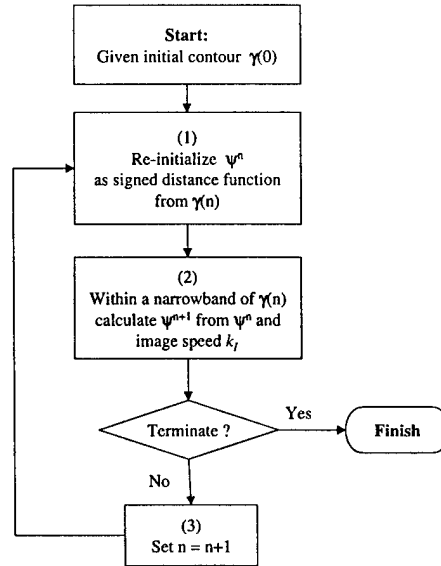 Start:
Given initial contour γ(0)
(1)
Re-initialize ψⁿ
as signed distance function
from γ(n)
(2)
Within a narrowband of γ(n)
calculate ψⁿ⁺¹ from ψⁿ and
image speed k_I
Terminate ?
Yes
Finish
No
(3)
Set n = n+1